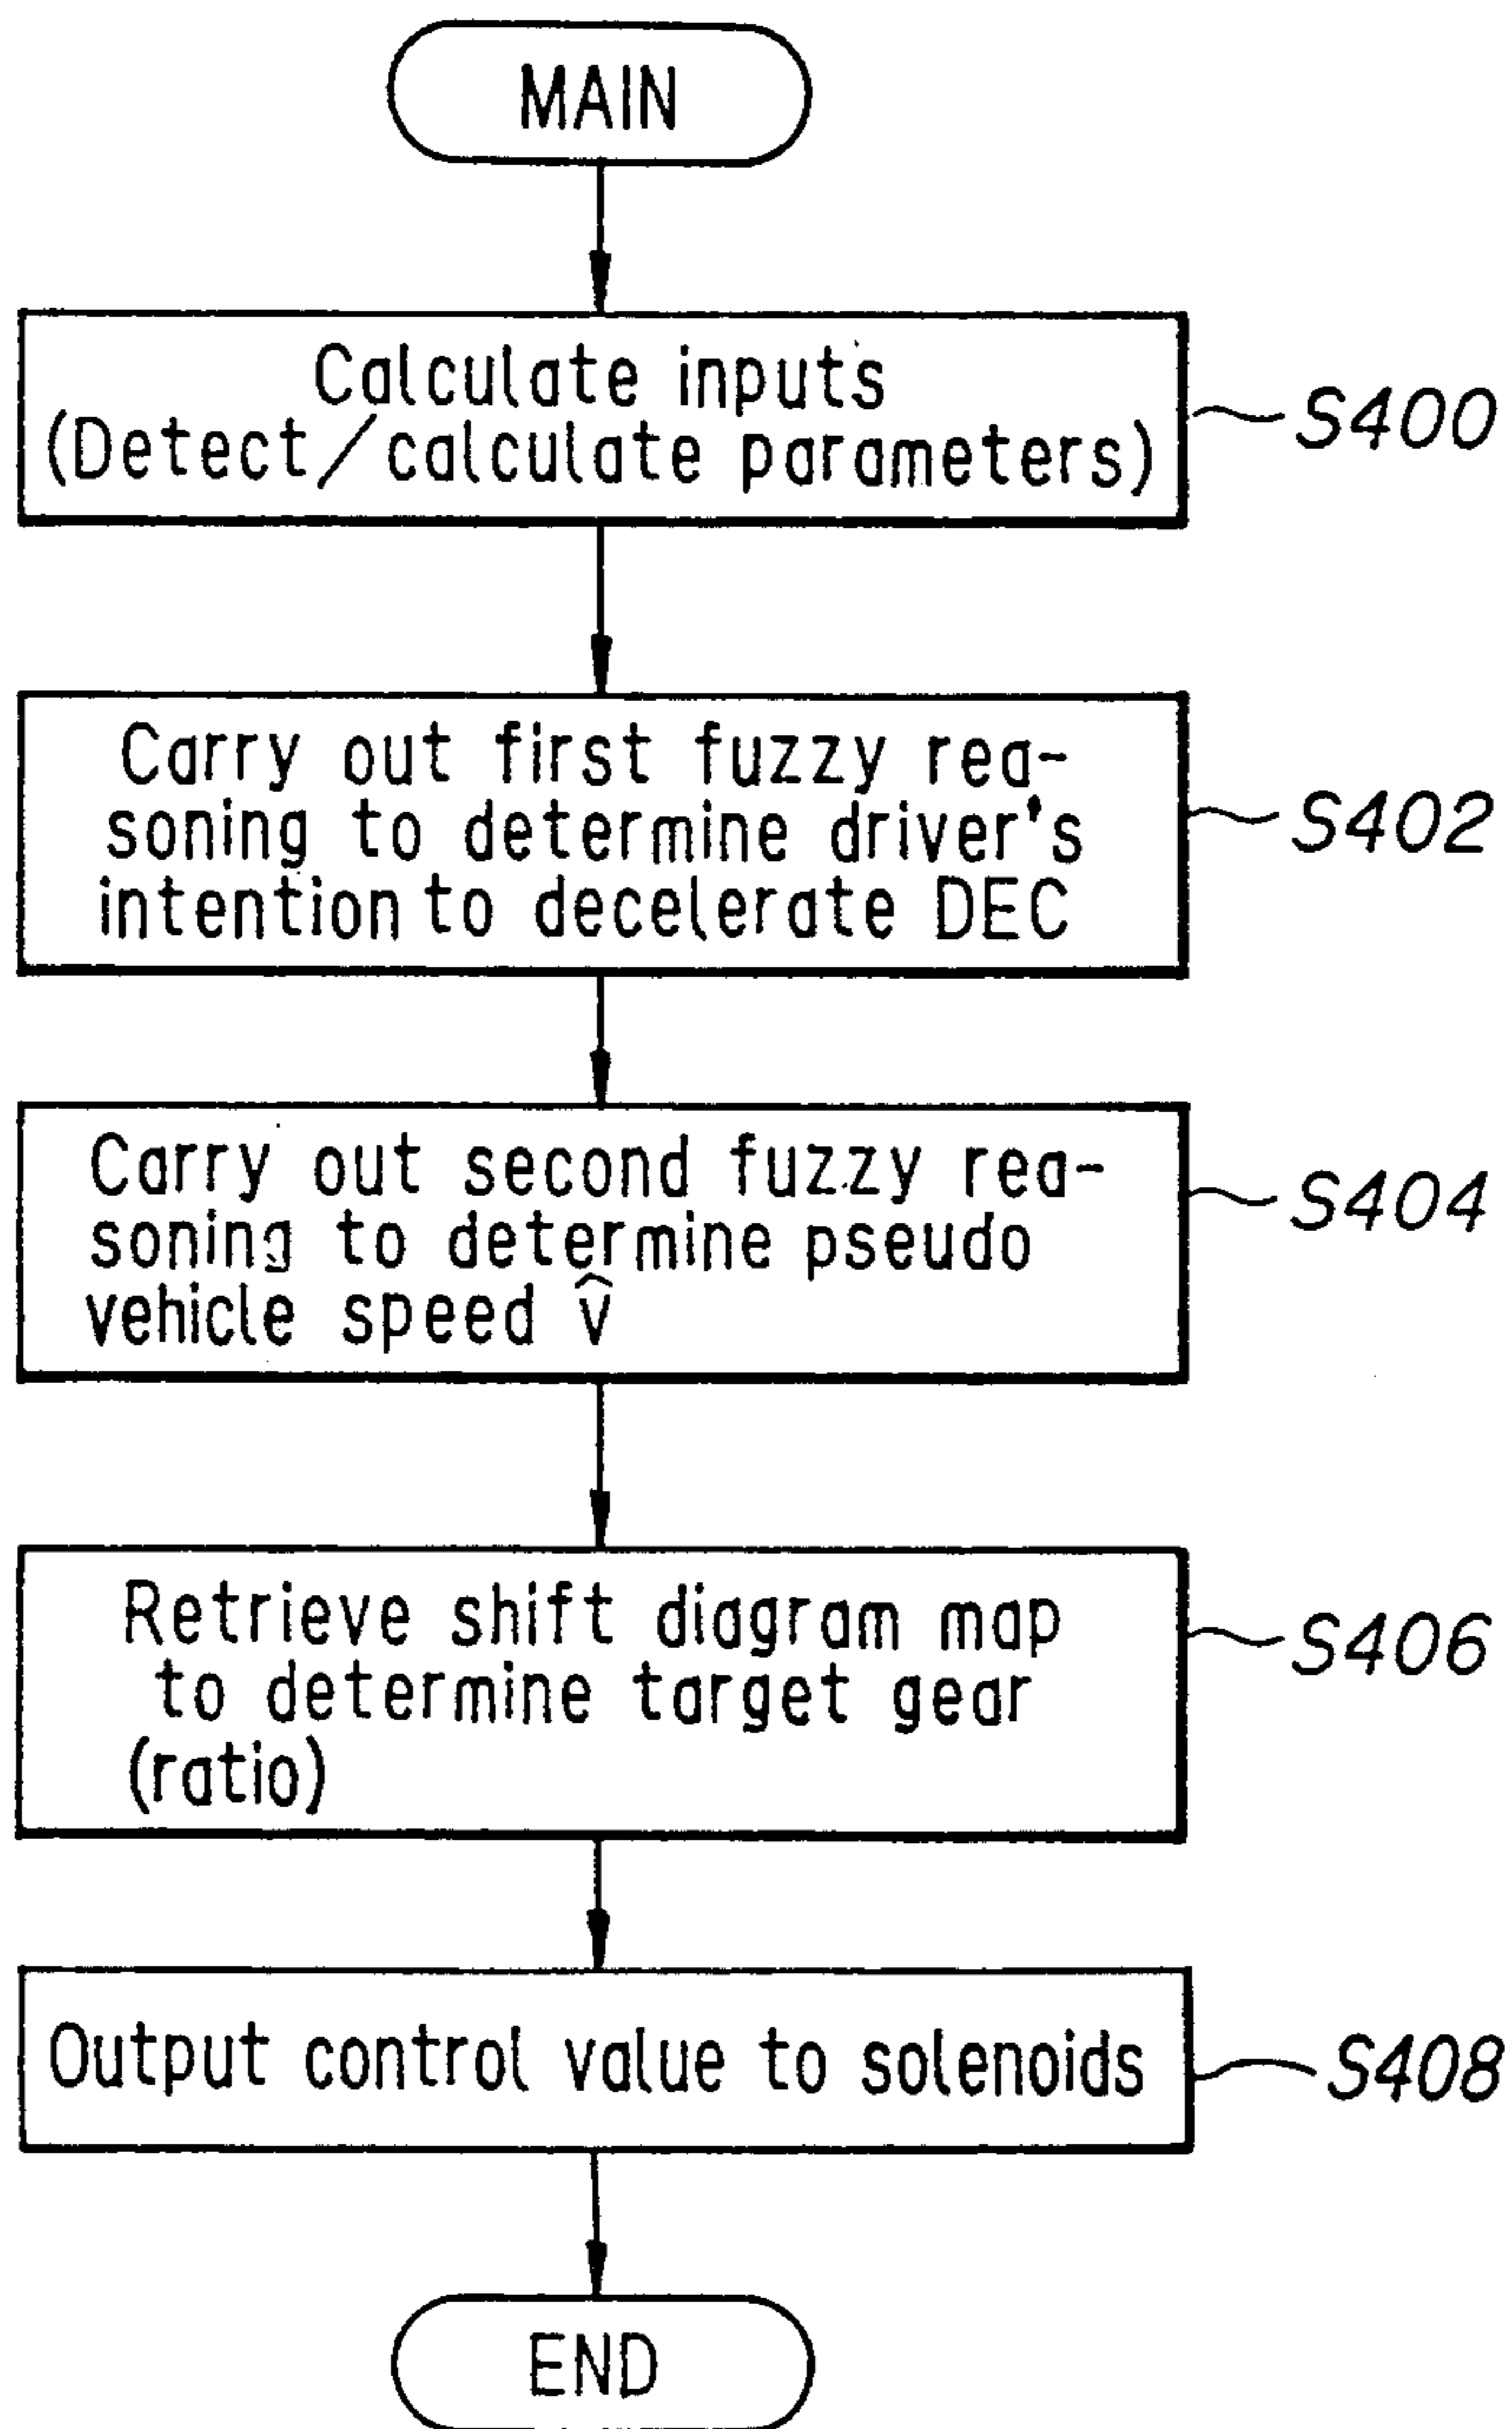 MAIN
Calculate inputs
(Detect/calculate parameters)
S400
Carry out first fuzzy rea-
soning to determine driver's
intention to decelerate DEC
S402
Carry out second fuzzy rea-
soning to determine pseudo
vehicle speed v̂
S404
Retrieve shift diagram map
to determine target gear
(ratio)
S406
Output control value to solenoids
S408
END